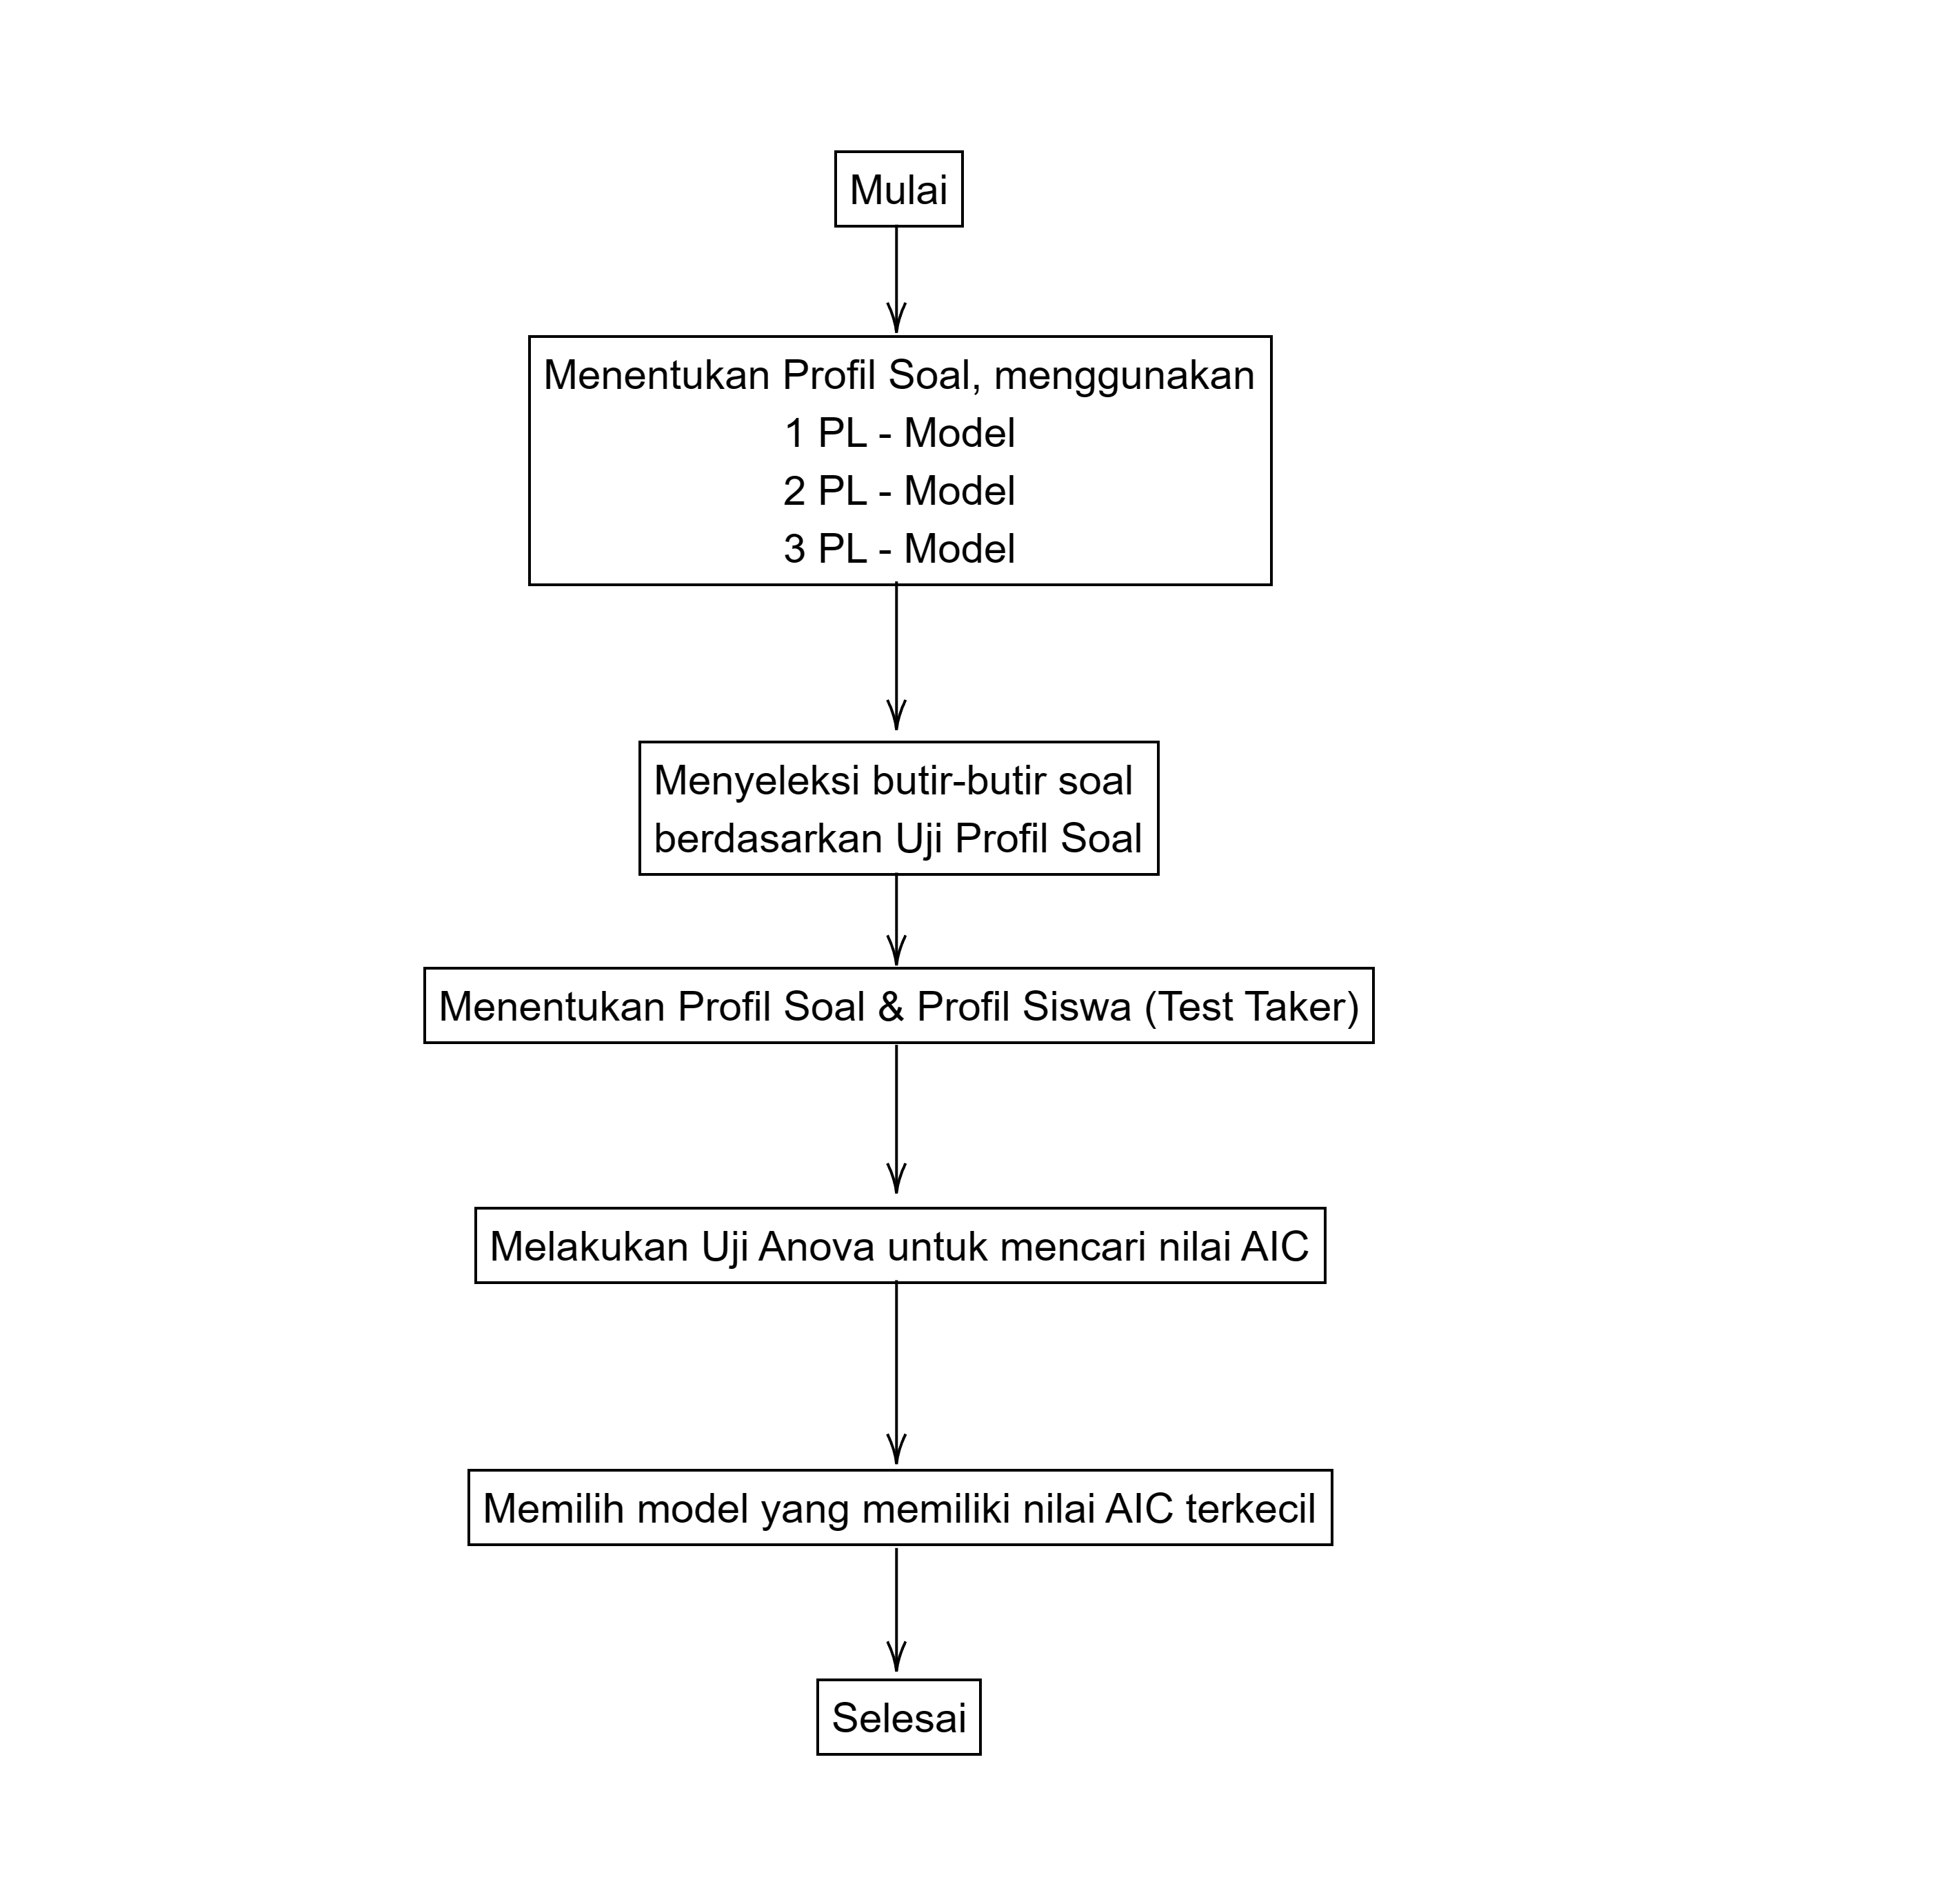 Mulai
Menentukan Profil Soal, menggunakan
1 PL - Model
2 PL - Model
3 PL - Model
Menyeleksi butir-butir soal
berdasarkan Uji Profil Soal
Menentukan Profil Soal & Profil Siswa (Test Taker)
Melakukan Uji Anova untuk mencari nilai AIC
Memilih model yang memiliki nilai AIC terkecil
Selesai